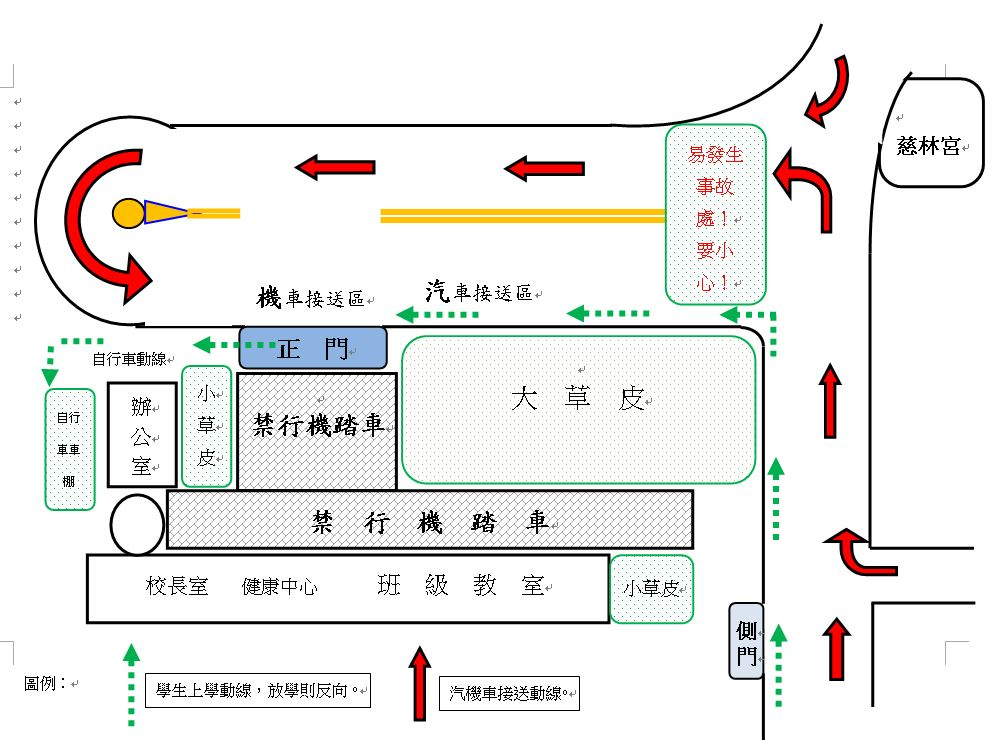 慈林宮
易發生
事故
處！
要小
心！
機車接送區
汽車接送區
正 門
自行車動線
大 草 皮
小
草
皮
辦
公
室
自行
車車
棚
禁行機踏車
禁 行 機 踏 車
校長室 健康中心 班 級 教 室
小草皮
側
門
圖例：
學生上學動線，放學則反向。
汽機車接送動線。